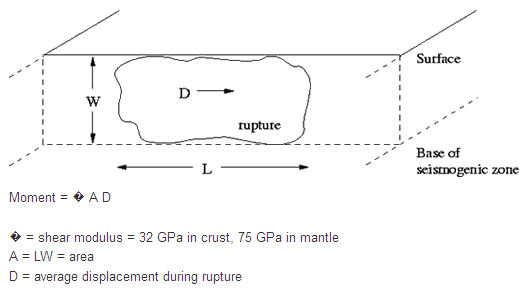 Surface
D
W
rupture
L
Base of
seismogenic zone
Moment = � A D
� = shear modulus = 32 GPa in crust, 75 GPa in mantle
A = LW = area
D = average displacement during rupture